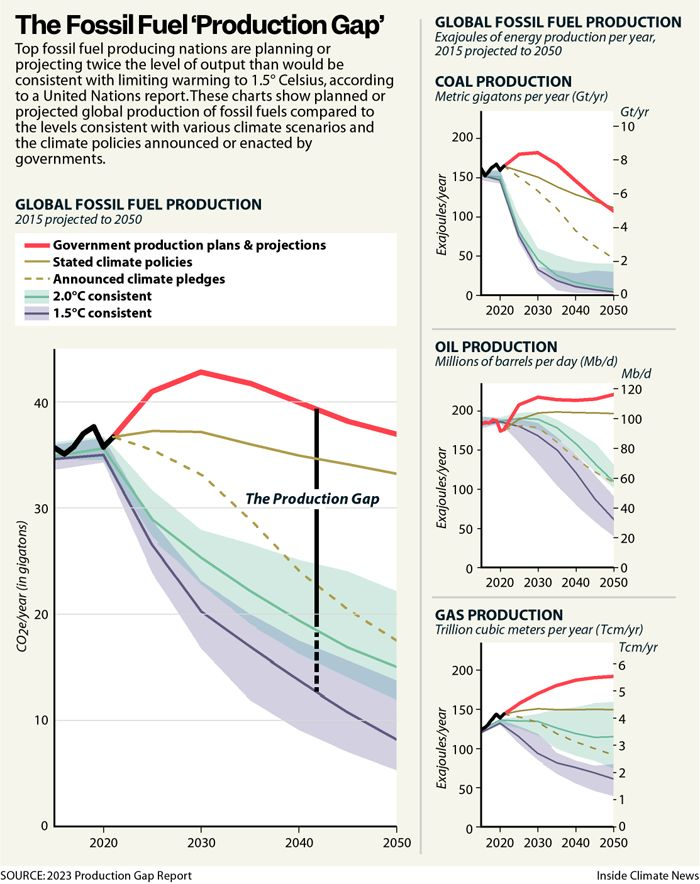 The Fossil Fuel ‘Production Gap’
Top fossil fuel producing nations are planning or
projecting twice the level of output than would be
consistent with limiting warming to 1.5° Celsius, according
to a United Nations report. These charts show planned or
projected global production of fossil fuels compared to
the levels consistent with various climate scenarios and
the climate policies announced or enacted by
governments.
GLOBAL FOSSIL FUEL PRODUCTION
2015 projected to 2050
Government production plans & projections
Stated climate policies
Announced climate pledges
2.0°C consistent
1.5°C consistent
CO2e/year (in gigatons)
40
30
20
10
0
The Production Gap
2020
2030
2040
2050
GLOBAL FOSSIL FUEL PRODUCTION
Exajoules of energy production per year,
2015 projected to 2050
COAL PRODUCTION
Metric gigatons per year (Gt/yr)
Gt/yr
Exajoules/year
200
150
100
50
0
10
8
6
4
2
0
2020
2030
2040
2050
OIL PRODUCTION
Millions of barrels per day (Mb/d)
Mb/d
Exajoules/year
200
150
100
50
0
120
100
80
60
40
20
0
2020
2030
2040
2050
GAS PRODUCTION
Trillion cubic meters per year (Tcm/yr)
Tcm/yr
Exajoules/year
200
150
100
50
0
6
5
4
3
2
1
0
2020
2030
2040
2050
SOURCE: 2023 Production Gap Report
Inside Climate News